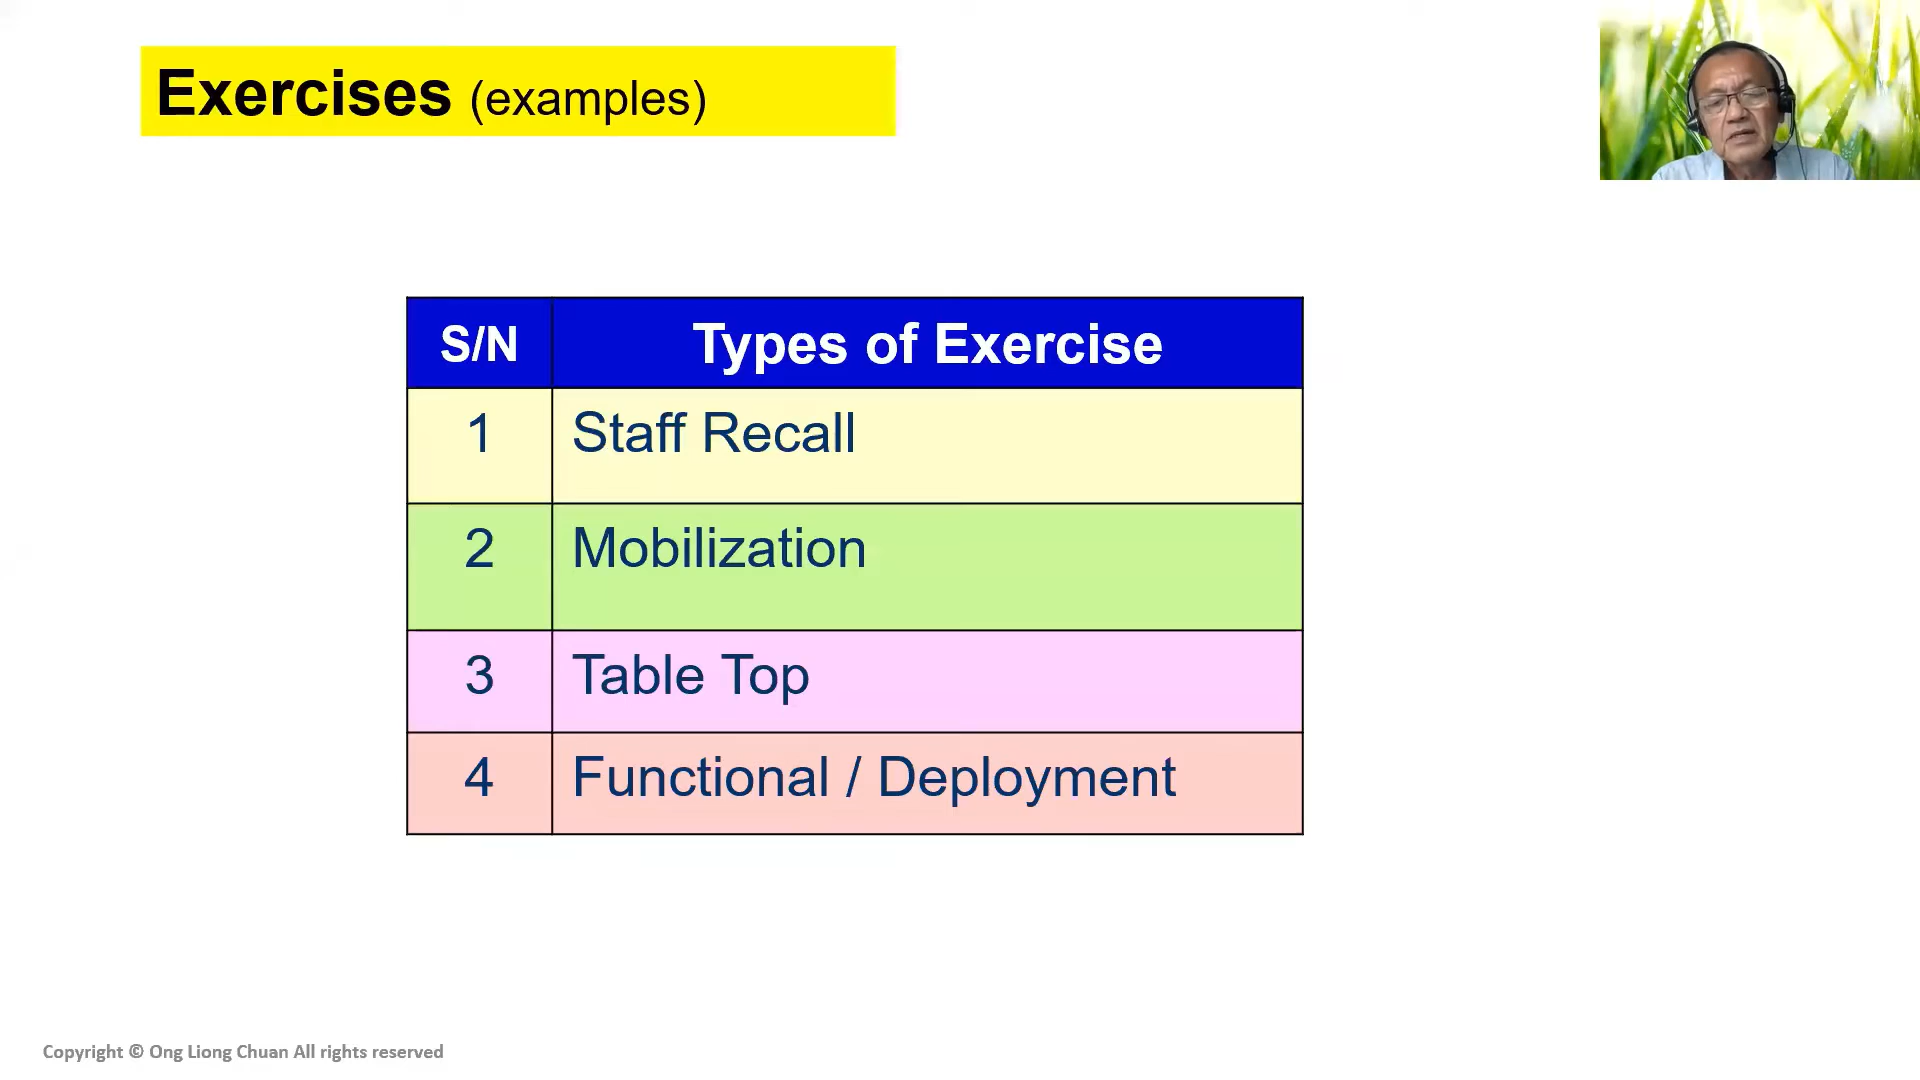 Exercises (examples)
S/N Types of Exercise
1 Staff Recall
2 Mobilization
3 Table Top
4 Functional / Deployment
Copyright © Ong Liong Chuan All rights reserved